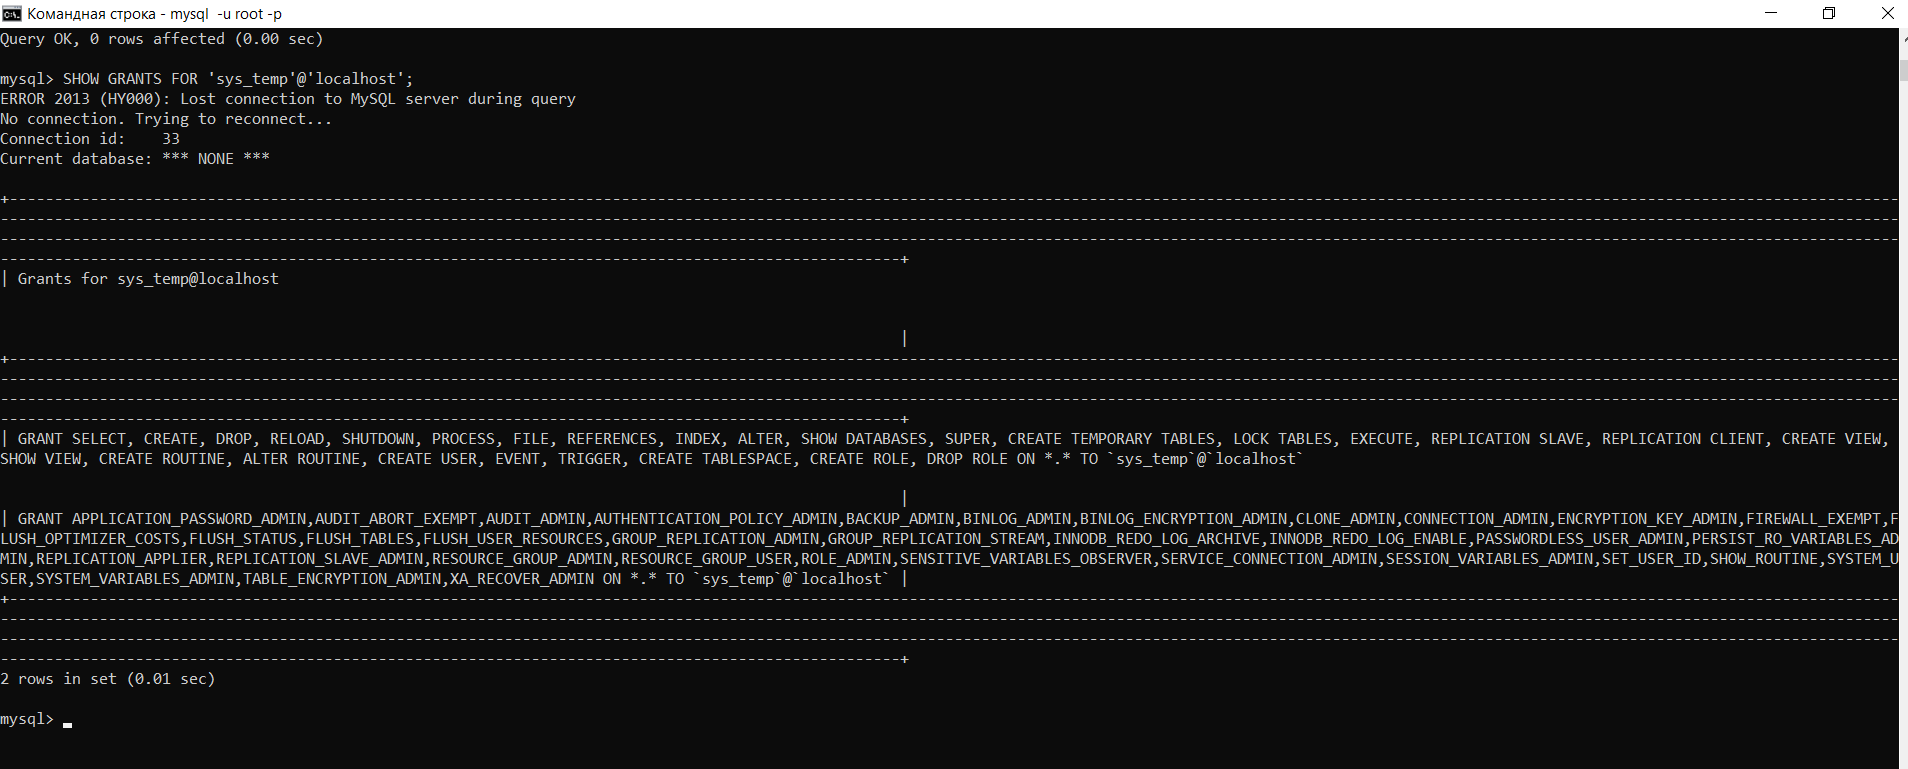 Командная строка - mysql  -u root -p
Query OK, 0 rows affected (0.00 sec)
mysql> SHOW GRANTS FOR 'sys_temp'@'localhost';
ERROR 2013 (HY000): Lost connection to MySQL server during query
No connection. Trying to reconnect...
Connection id:    33
Current database: *** NONE ***
| Grants for sys_temp@localhost
|
| GRANT SELECT, CREATE, DROP, RELOAD, SHUTDOWN, PROCESS, FILE, REFERENCES, INDEX, ALTER, SHOW DATABASES, SUPER, CREATE TEMPORARY TABLES, LOCK TABLES, EXECUTE, REPLICATION SLAVE, REPLICATION CLIENT, CREATE VIEW,
SHOW VIEW, CREATE ROUTINE, ALTER ROUTINE, CREATE USER, EVENT, TRIGGER, CREATE TABLESPACE, CREATE ROLE, DROP ROLE ON *.* TO `sys_temp`@`localhost`
|
| GRANT APPLICATION_PASSWORD_ADMIN,AUDIT_ABORT_EXEMPT,AUDIT_ADMIN,AUTHENTICATION_POLICY_ADMIN,BACKUP_ADMIN,BINLOG_ADMIN,BINLOG_ENCRYPTION_ADMIN,CLONE_ADMIN,CONNECTION_ADMIN,ENCRYPTION_KEY_ADMIN,FIREWALL_EXEMPT,F
LUSH_OPTIMIZER_COSTS,FLUSH_STATUS,FLUSH_TABLES,FLUSH_USER_RESOURCES,GROUP_REPLICATION_ADMIN,GROUP_REPLICATION_STREAM,INNODB_REDO_LOG_ARCHIVE,INNODB_REDO_LOG_ENABLE,PASSWORDLESS_USER_ADMIN,PERSIST_RO_VARIABLES_AD
MIN,REPLICATION_APPLIER,REPLICATION_SLAVE_ADMIN,RESOURCE_GROUP_ADMIN,RESOURCE_GROUP_USER,ROLE_ADMIN,SENSITIVE_VARIABLES_OBSERVER,SERVICE_CONNECTION_ADMIN,SESSION_VARIABLES_ADMIN,SET_USER_ID,SHOW_ROUTINE,SYSTEM_U
SER,SYSTEM_VARIABLES_ADMIN,TABLE_ENCRYPTION_ADMIN,XA_RECOVER_ADMIN ON *.* TO `sys_temp`@`localhost` |
2 rows in set (0.01 sec)
mysql>